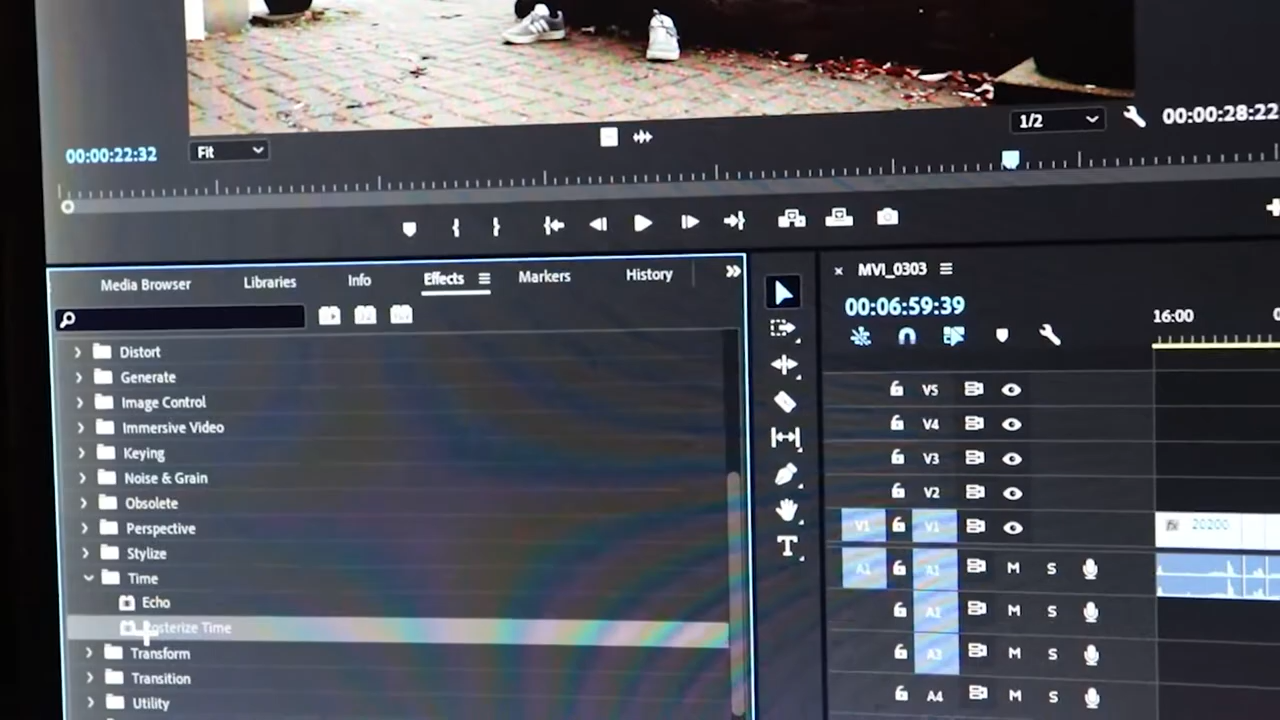 1/2
00:00:28:22
00:00:22:32
Fit
Media Browser
Libraries
Info
Effects
Markers
History
Distort
Generate
Image Control
Immersive Video
Keying
Noise & Grain
Obsolete
Perspective
Stylize
Time
Echo
Posterize Time
Transform
Transition
Utility
T
× MVI_0303
00:06:59:39
16:00
V5
V4
V3
V2
V1 V1
fx 20200
A1 A1 M S
A2 M S
A3 M S
A4 M S